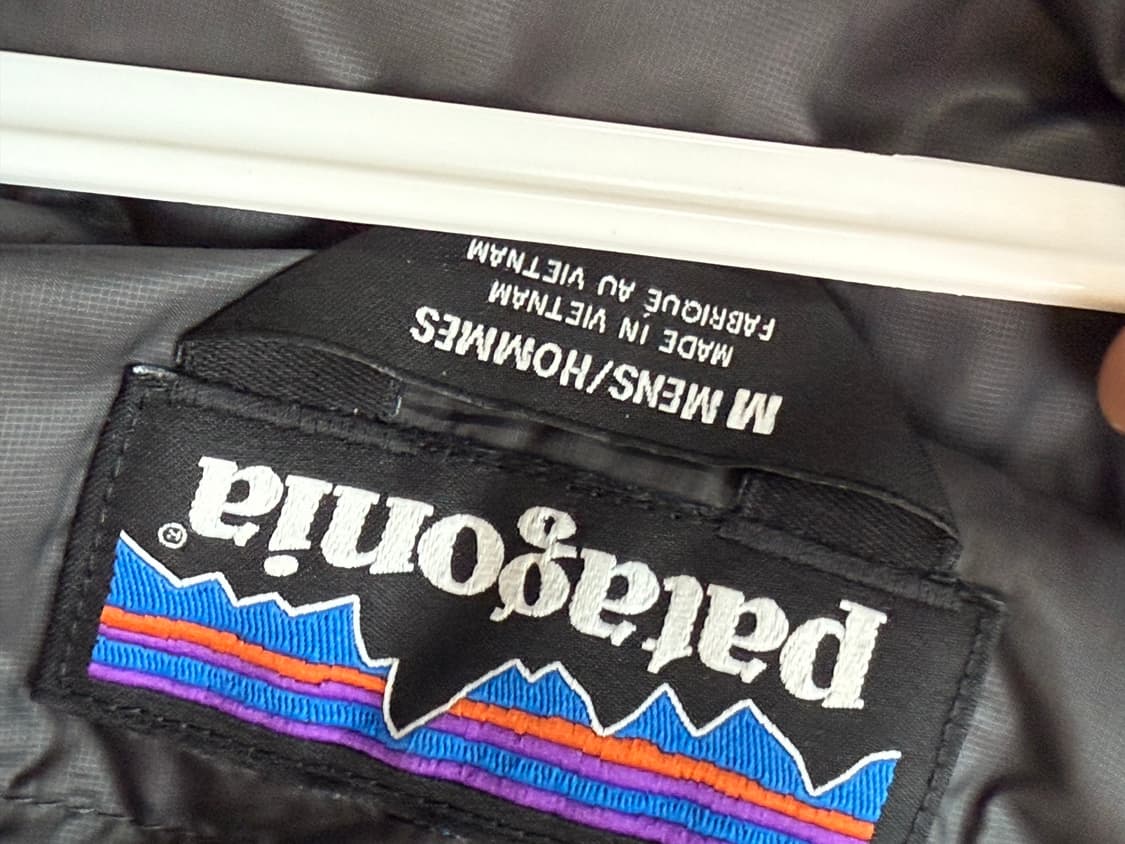 patagonia®
M MENS/HOMMES
MADE IN VIETNAM
FABRIQUÉ AU VIETNAM